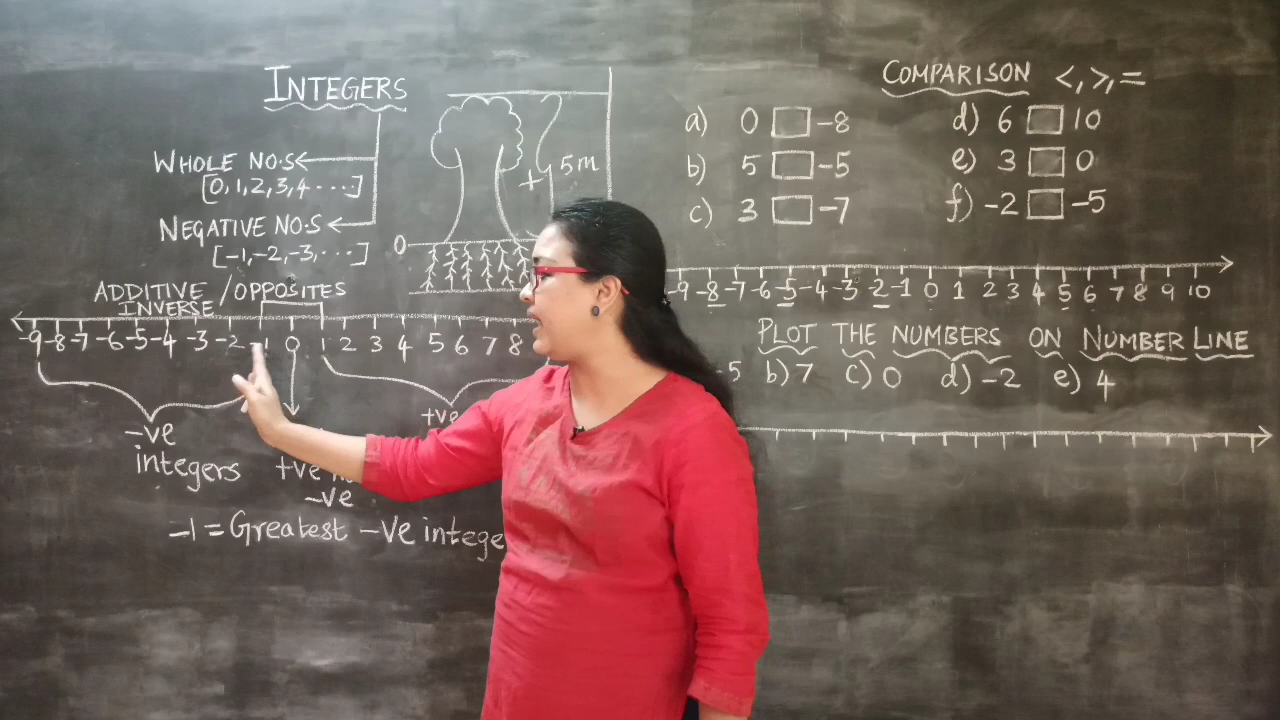 INTEGERS
WHOLE NO.S
[0, 1, 2, 3, 4 ....]
NEGATIVE NO.S
[-1, -2, -3, ....]
+ 5m
0
ADDITIVE / OPPOSITES
INVERSE
-9 -8 -7 -6 -5 -4 -3 -2 -1 0 1 2 3 4 5 6 7 8
-ve
integers
+ve
+ve
-ve
-1 = Greatest -ve intege
COMPARISON <, >, =
a) 0 □ -8
b) 5 □ -5
c) 3 □ -7
d) 6 □ 10
e) 3 □ 0
f) -2 □ -5
-9 -8 -7 -6 -5 -4 -3 -2 -1 0 1 2 3 4 5 6 7 8 9 10
PLOT THE NUMBERS ON NUMBER LINE
-5 b) 7 c) 0 d) -2 e) 4